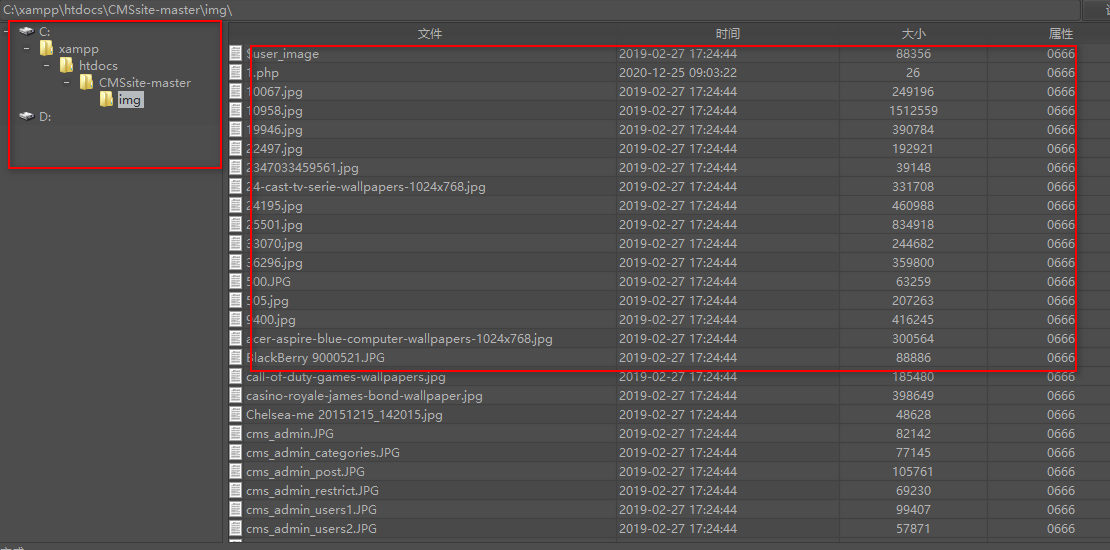 C:\xampp\htdocs\CMSsite-master\img\
C:
xampp
htdocs
CMSsite-master
img
D:
文件 时间 大小 属性
$user_image 2019-02-27 17:24:44 88356 0666
1.php 2020-12-25 09:03:22 26 0666
10067.jpg 2019-02-27 17:24:44 249196 0666
10958.jpg 2019-02-27 17:24:44 1512559 0666
19946.jpg 2019-02-27 17:24:44 390784 0666
22497.jpg 2019-02-27 17:24:44 192921 0666
2347033459561.jpg 2019-02-27 17:24:44 39148 0666
24-cast-tv-serie-wallpapers-1024x768.jpg 2019-02-27 17:24:44 331708 0666
24195.jpg 2019-02-27 17:24:44 460988 0666
25501.jpg 2019-02-27 17:24:44 834918 0666
33070.jpg 2019-02-27 17:24:44 244682 0666
36296.jpg 2019-02-27 17:24:44 359800 0666
500.JPG 2019-02-27 17:24:44 63259 0666
505.jpg 2019-02-27 17:24:44 207263 0666
9400.jpg 2019-02-27 17:24:44 416245 0666
acer-aspire-blue-computer-wallpapers-1024x768.jpg 2019-02-27 17:24:44 300564 0666
BlackBerry 9000521.JPG 2019-02-27 17:24:44 88886 0666
call-of-duty-games-wallpapers.jpg 2019-02-27 17:24:44 185480 0666
casino-royale-james-bond-wallpaper.jpg 2019-02-27 17:24:44 398649 0666
Chelsea-me 20151215_142015.jpg 2019-02-27 17:24:44 48628 0666
cms_admin.JPG 2019-02-27 17:24:44 82142 0666
cms_admin_categories.JPG 2019-02-27 17:24:44 77145 0666
cms_admin_post.JPG 2019-02-27 17:24:44 105761 0666
cms_admin_restrict.JPG 2019-02-27 17:24:44 69230 0666
cms_admin_users1.JPG 2019-02-27 17:24:44 99407 0666
cms_admin_users2.JPG 2019-02-27 17:24:44 57871 0666